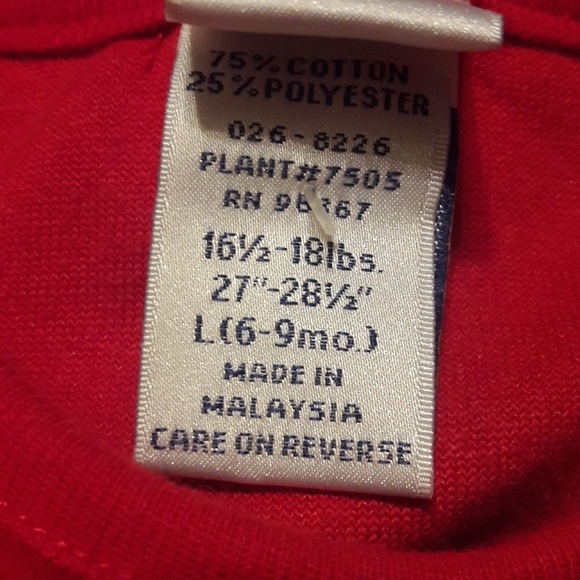 75% COTTON
25% POLYESTER
026-8226
PLANT#7505
RN
16½-18lbs.
27"-28½"
L(6-9mo.)
MADE IN
MALAYSIA
CARE ON REVERSE